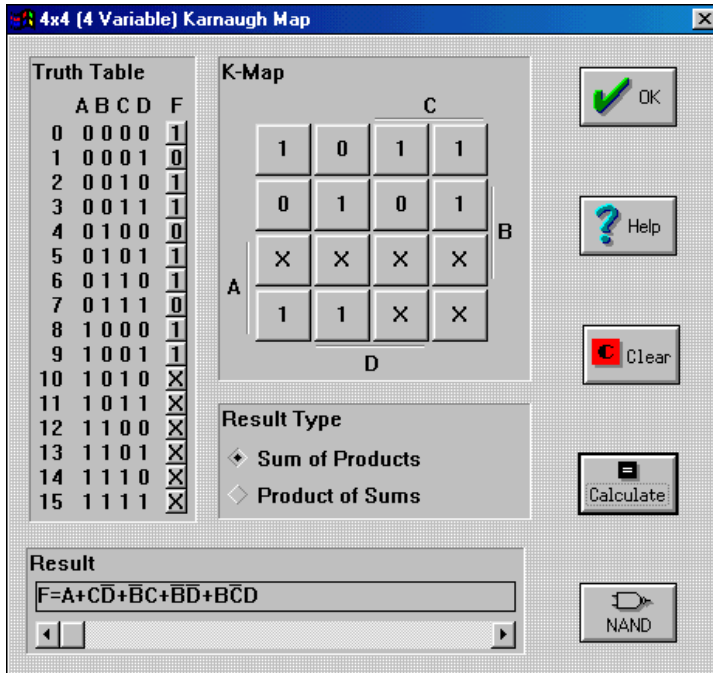 4x4 (4 Variable) Karnaugh Map
Truth Table
A B C D F
0 0 0 0 0 1
1 0 0 0 1 0
2 0 0 1 0 1
3 0 0 1 1 1
4 0 1 0 0 0
5 0 1 0 1 1
6 0 1 1 0 1
7 0 1 1 1 0
8 1 0 0 0 1
9 1 0 0 1 1
10 1 0 1 0 X
11 1 0 1 1 X
12 1 1 0 0 X
13 1 1 0 1 X
14 1 1 1 0 X
15 1 1 1 1 X
K-Map
C
1 0 1 1
0 1 0 1
B
X X X X
A
1 1 X X
D
Result Type
Sum of Products
Product of Sums
Result
F=A+CD̅+B̅C+B̅D̅+BC̅D
OK
Help
C Clear
Calculate
NAND